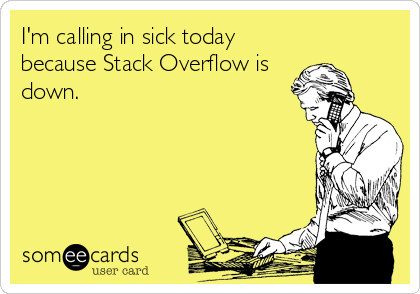 I'm calling in sick today
because Stack Overflow is
down.
someecards
user card